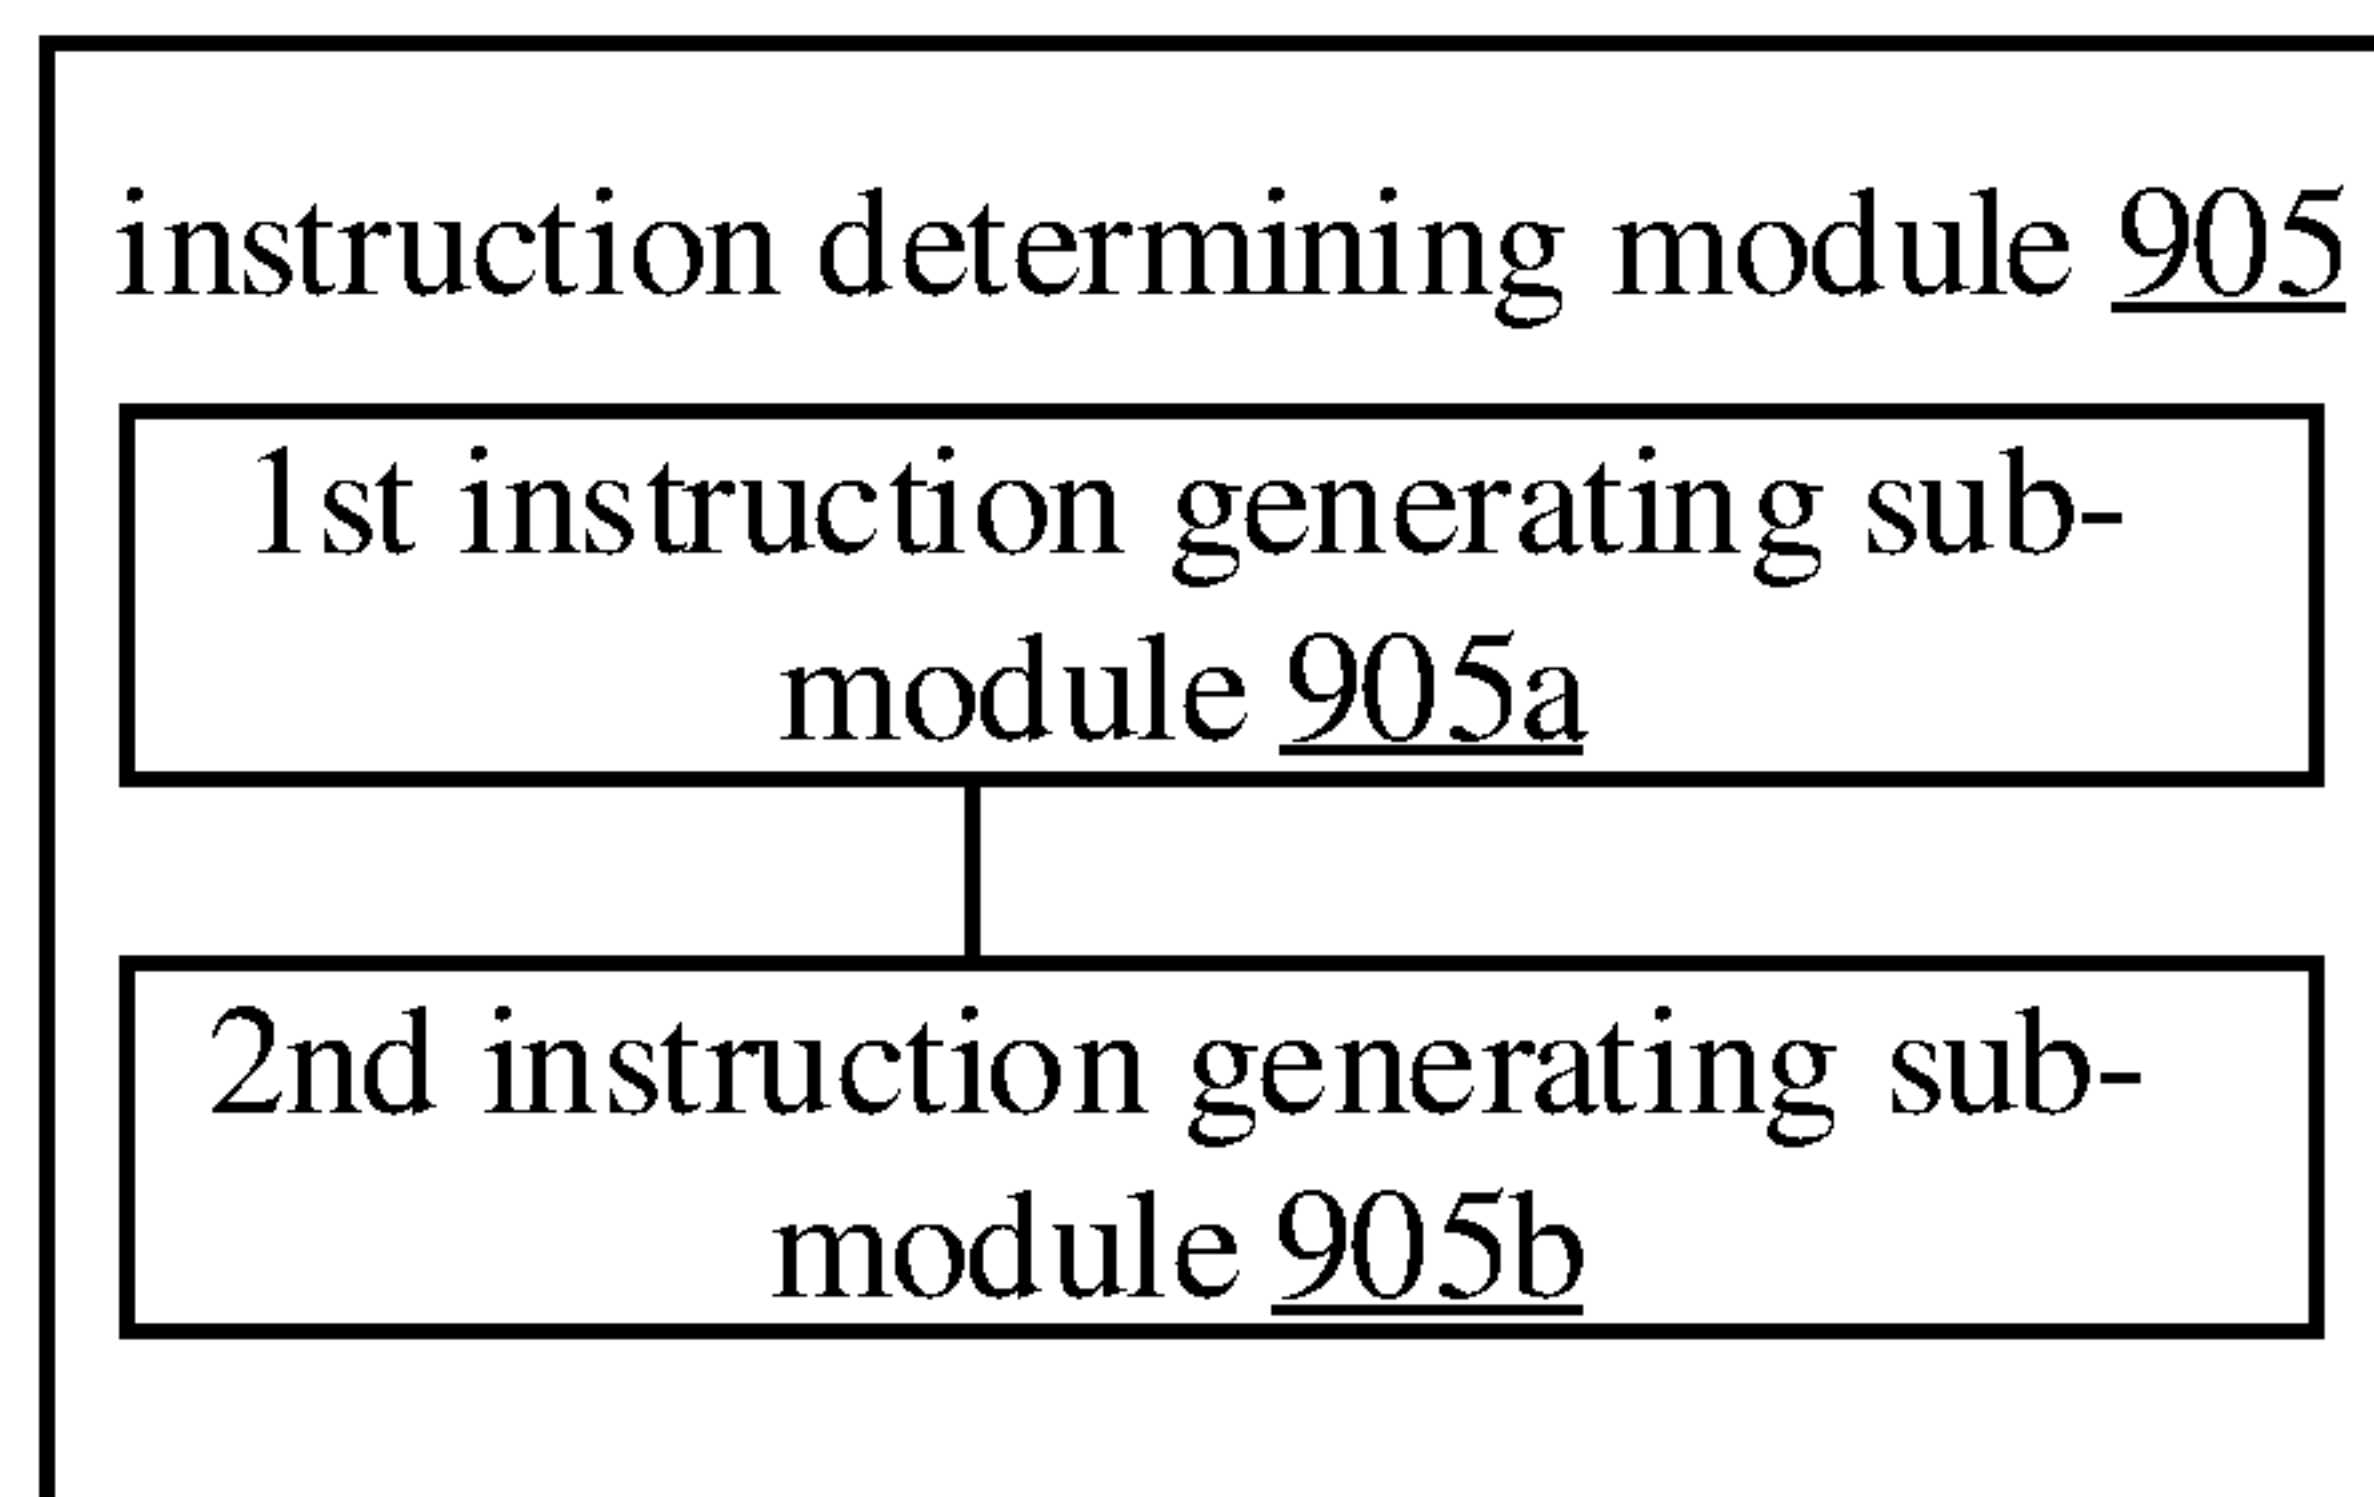 instruction determining module 905
1st instruction generating sub-
module 905a
2nd instruction generating sub-
module 905b